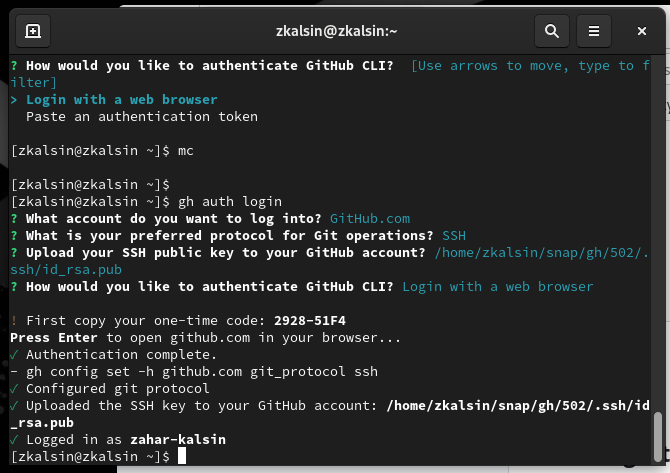 zkalsin@zkalsin:~
? How would you like to authenticate GitHub CLI?  [Use arrows to move, type to f
ilter]
> Login with a web browser
  Paste an authentication token
[zkalsin@zkalsin ~]$ mc
[zkalsin@zkalsin ~]$
[zkalsin@zkalsin ~]$ gh auth login
? What account do you want to log into? GitHub.com
? What is your preferred protocol for Git operations? SSH
? Upload your SSH public key to your GitHub account? /home/zkalsin/snap/gh/502/.
ssh/id_rsa.pub
? How would you like to authenticate GitHub CLI? Login with a web browser
! First copy your one-time code: 2928-51F4
Press Enter to open github.com in your browser...
✓ Authentication complete.
- gh config set -h github.com git_protocol ssh
✓ Configured git protocol
✓ Uploaded the SSH key to your GitHub account: /home/zkalsin/snap/gh/502/.ssh/id
_rsa.pub
✓ Logged in as zahar-kalsin
[zkalsin@zkalsin ~]$